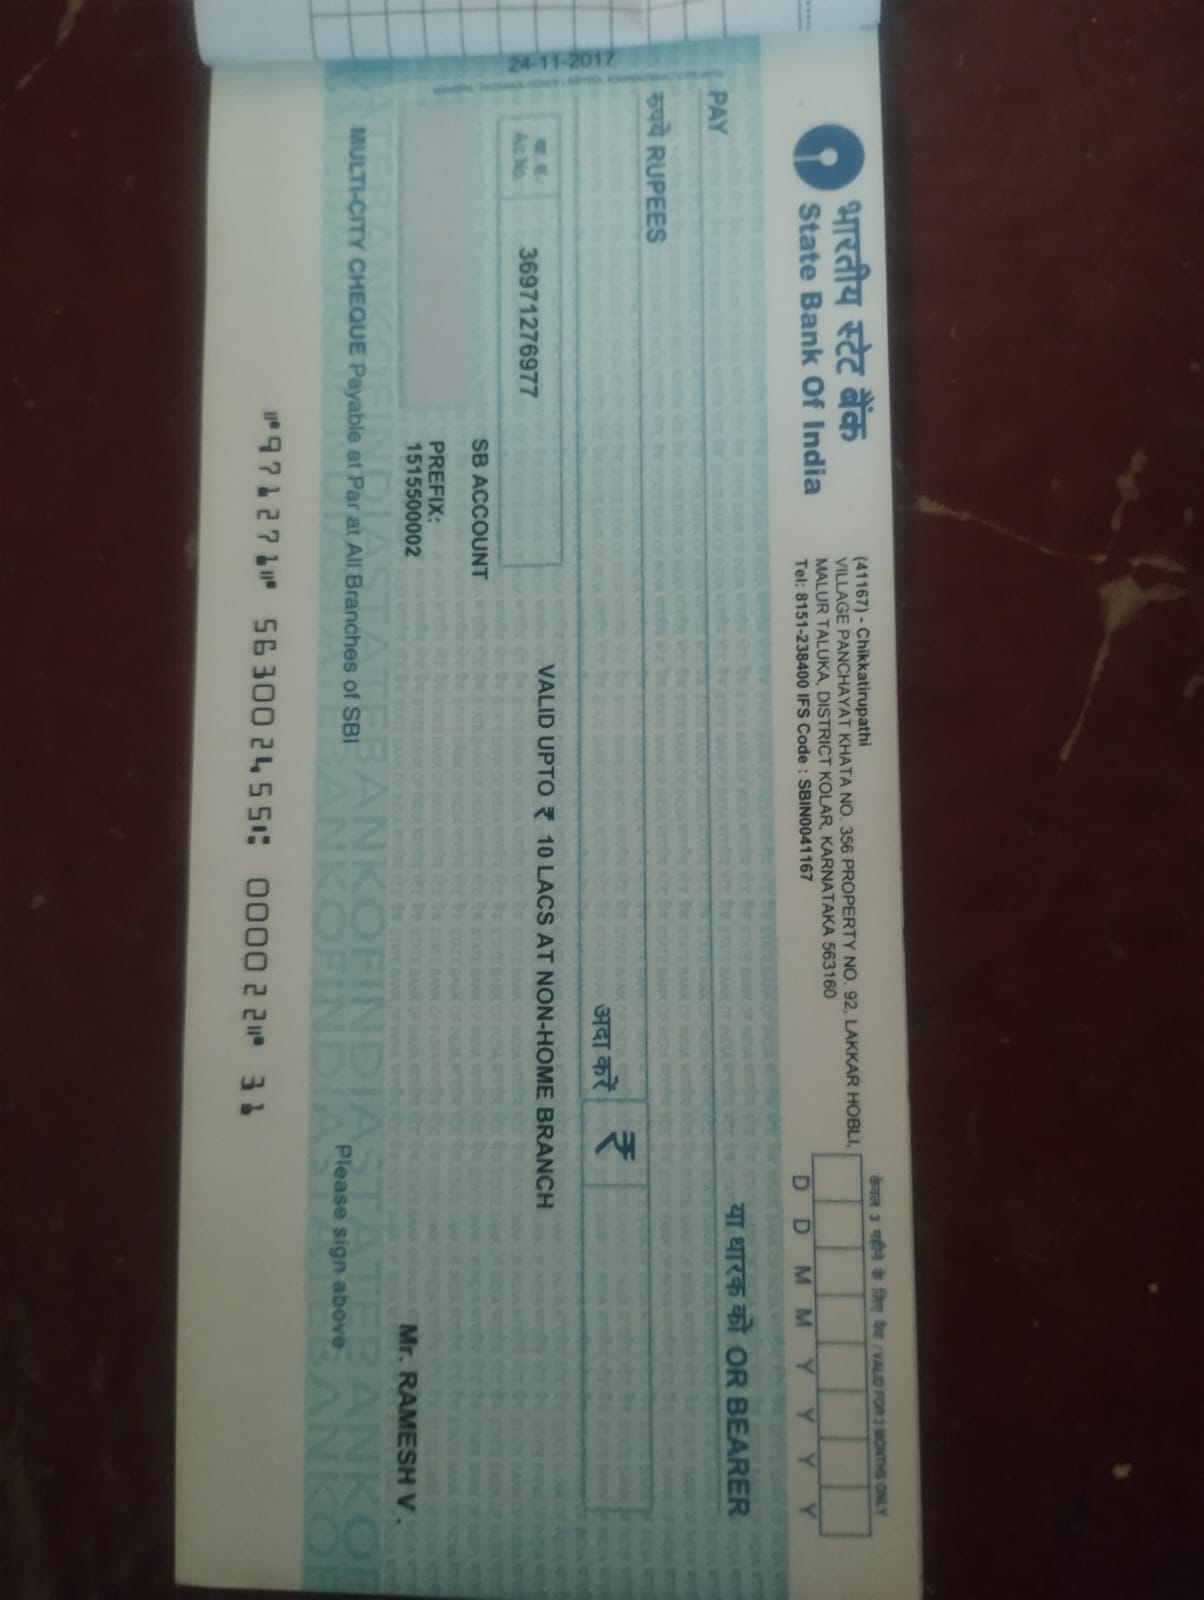 केवल 3 महीने के लिए वैध / VALID FOR 3 MONTHS ONLY
भारतीय स्टेट बैंक
State Bank Of India
(41167) - Chikkatirupathi
VILLAGE PANCHAYAT KHATA NO. 356 PROPERTY NO. 92, LAKKAR HOBLI,
MALUR TALUKA, DISTRICT KOLAR, KARNATAKA 563160
Tel: 8151-238400 IFS Code : SBIN0041167
D D M M Y Y Y Y
PAY
या धारक को OR BEARER
रुपये RUPEES
अदा करें ₹
24-11-2017
खा. सं.
A/c No.
36971276977
VALID UPTO ₹ 10 LACS AT NON-HOME BRANCH
SB ACCOUNT
PREFIX:
1515500002
Mr. RAMESH V .
MULTI-CITY CHEQUE Payable at Par at All Branches of SBI
Please sign above
⑈971271⑈ 563002455⑆ 000022⑈ 31